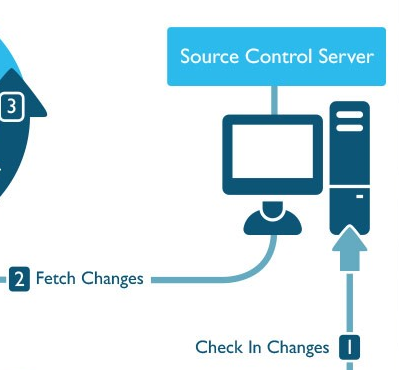 Source Control Server
3
2 Fetch Changes
Check In Changes 1